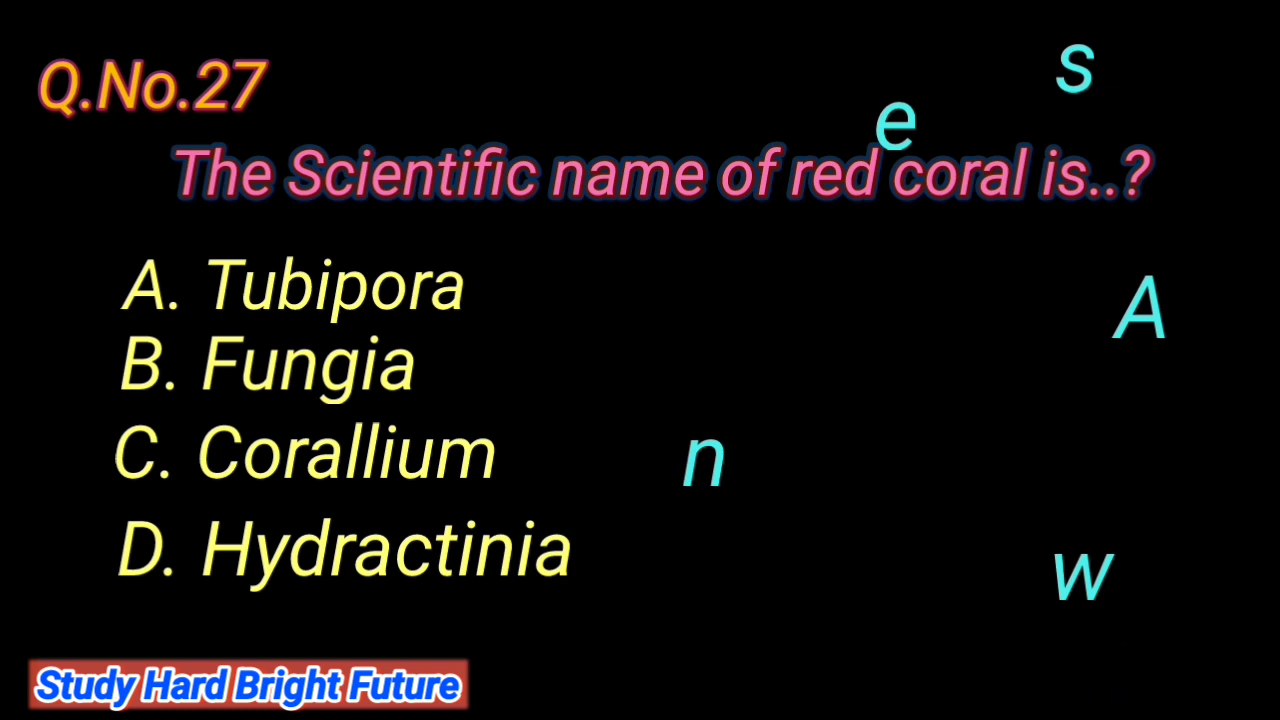 s
Q.No.27
e
The Scientific name of red coral is..?
A. Tubipora
A
B. Fungia
C. Corallium
n
D. Hydractinia
w
Study Hard Bright Future